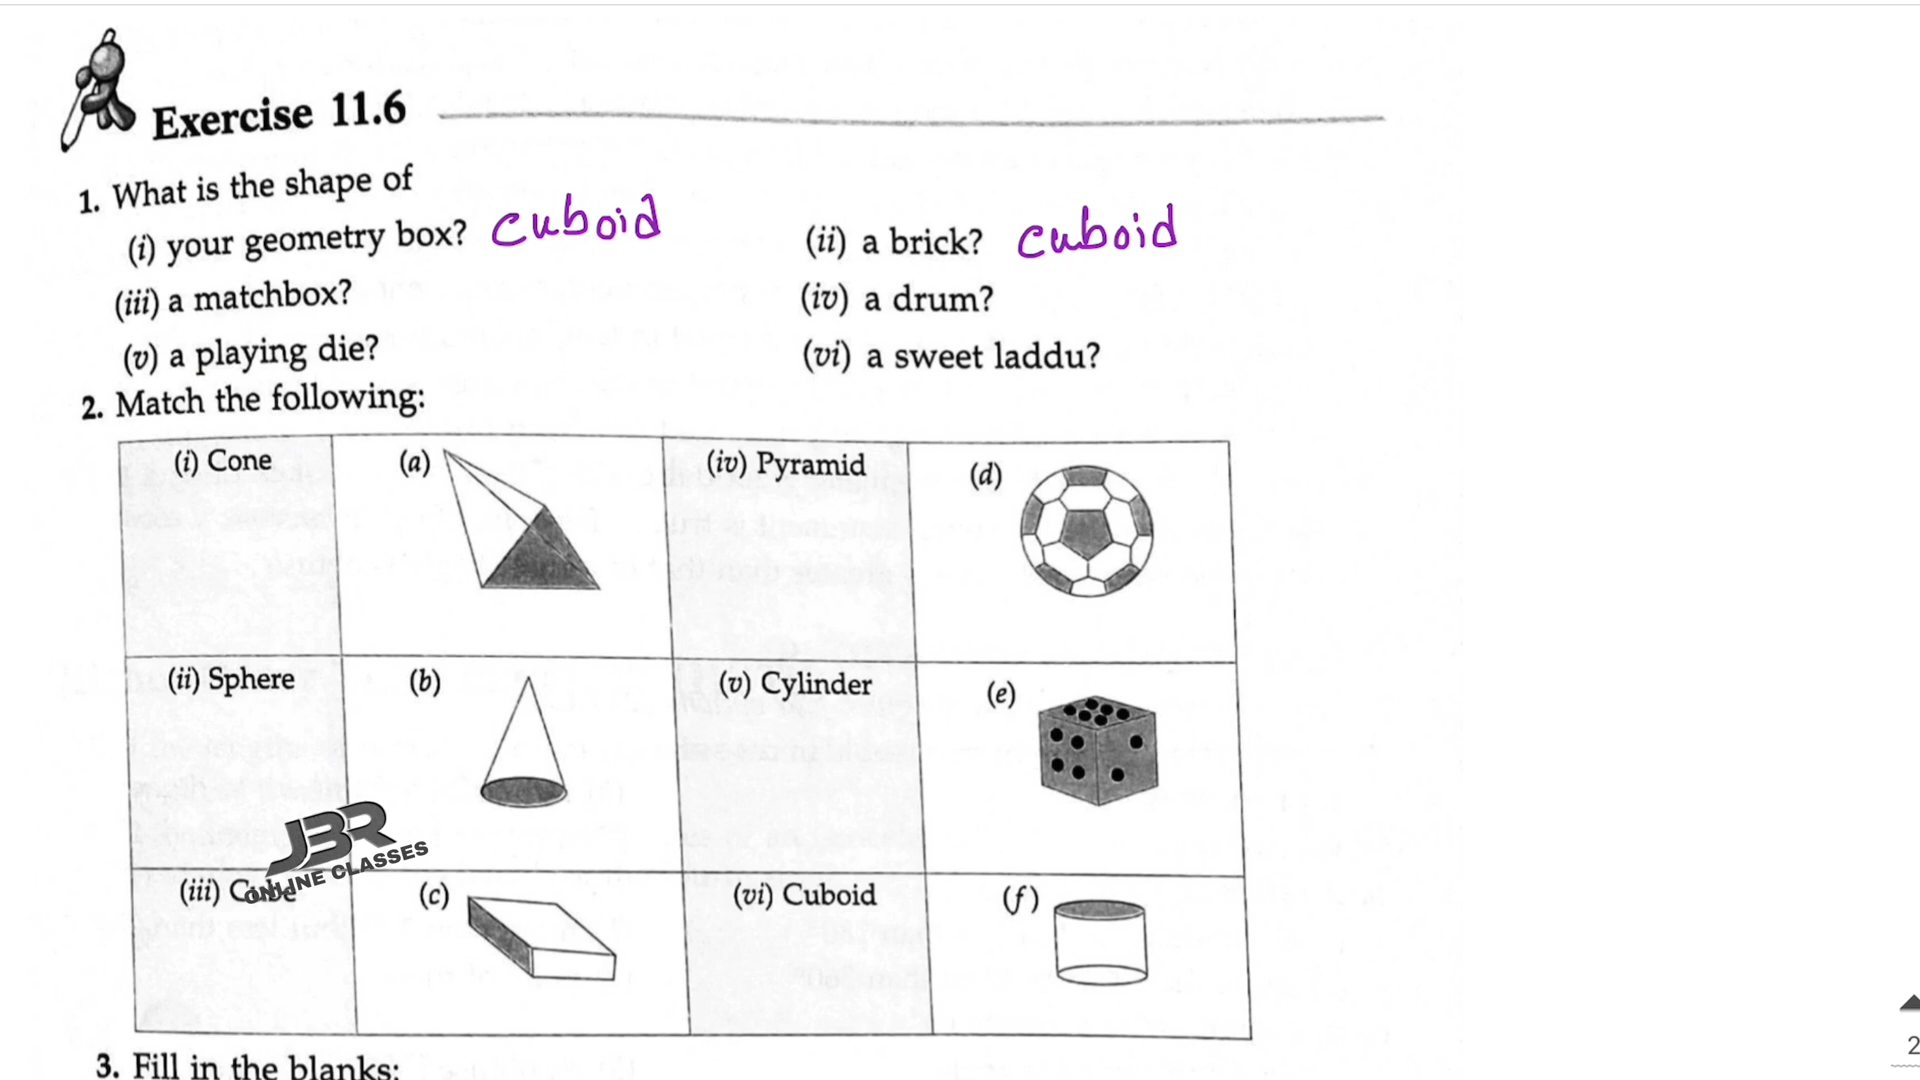 Exercise 11.6
1. What is the shape of
(i) your geometry box? cuboid
(ii) a brick? cuboid
(iii) a matchbox?
(iv) a drum?
(v) a playing die?
(vi) a sweet laddu?
2. Match the following:
(i) Cone
(a)
(iv) Pyramid
(d)
(ii) Sphere
(b)
(v) Cylinder
(e)
JBR
ONLINE CLASSES
(iii) Cube
(c)
(vi) Cuboid
(f)
3. Fill in the blanks:
2